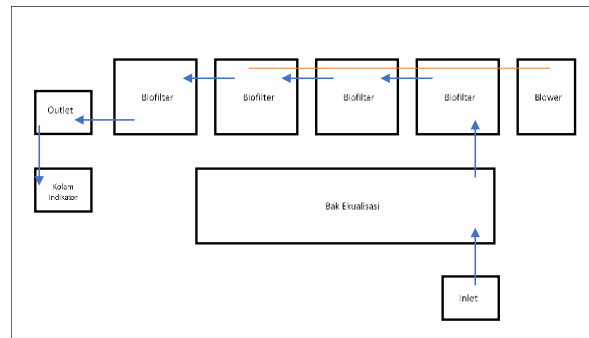 Biofilter
Biofilter
Biofilter
Biofilter
Blower
Outlet
Kolam
Indikator
Bak Ekualisasi
Inlet